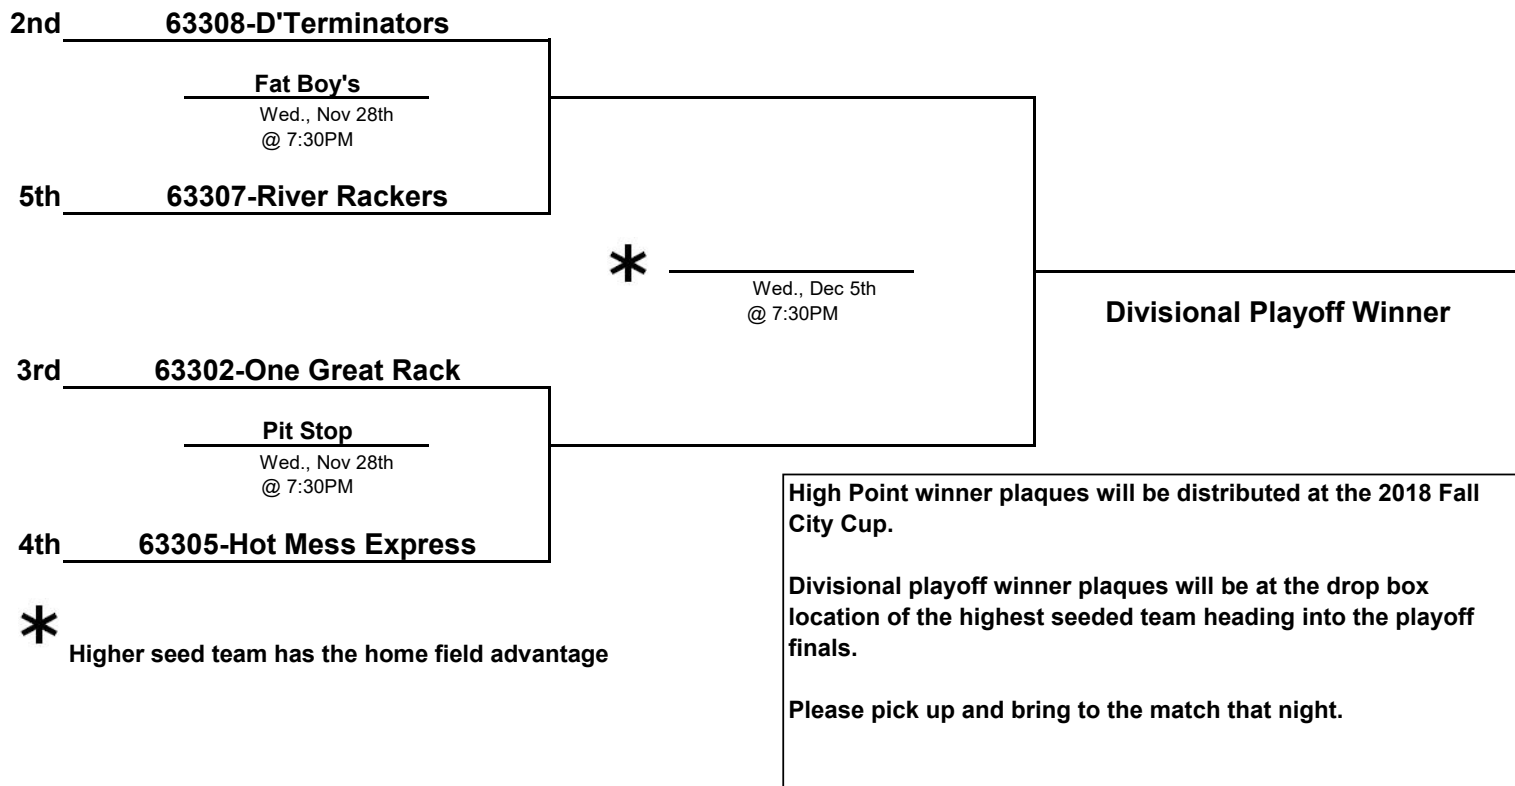 2nd 63308-D'Terminators
Fat Boy's
Wed., Nov 28th
@ 7:30PM
5th 63307-River Rackers
*
Wed., Dec 5th
@ 7:30PM
Divisional Playoff Winner
3rd 63302-One Great Rack
Pit Stop
Wed., Nov 28th
@ 7:30PM
4th 63305-Hot Mess Express
*
Higher seed team has the home field advantage
High Point winner plaques will be distributed at the 2018 Fall
City Cup.
Divisional playoff winner plaques will be at the drop box
location of the highest seeded team heading into the playoff
finals.
Please pick up and bring to the match that night.